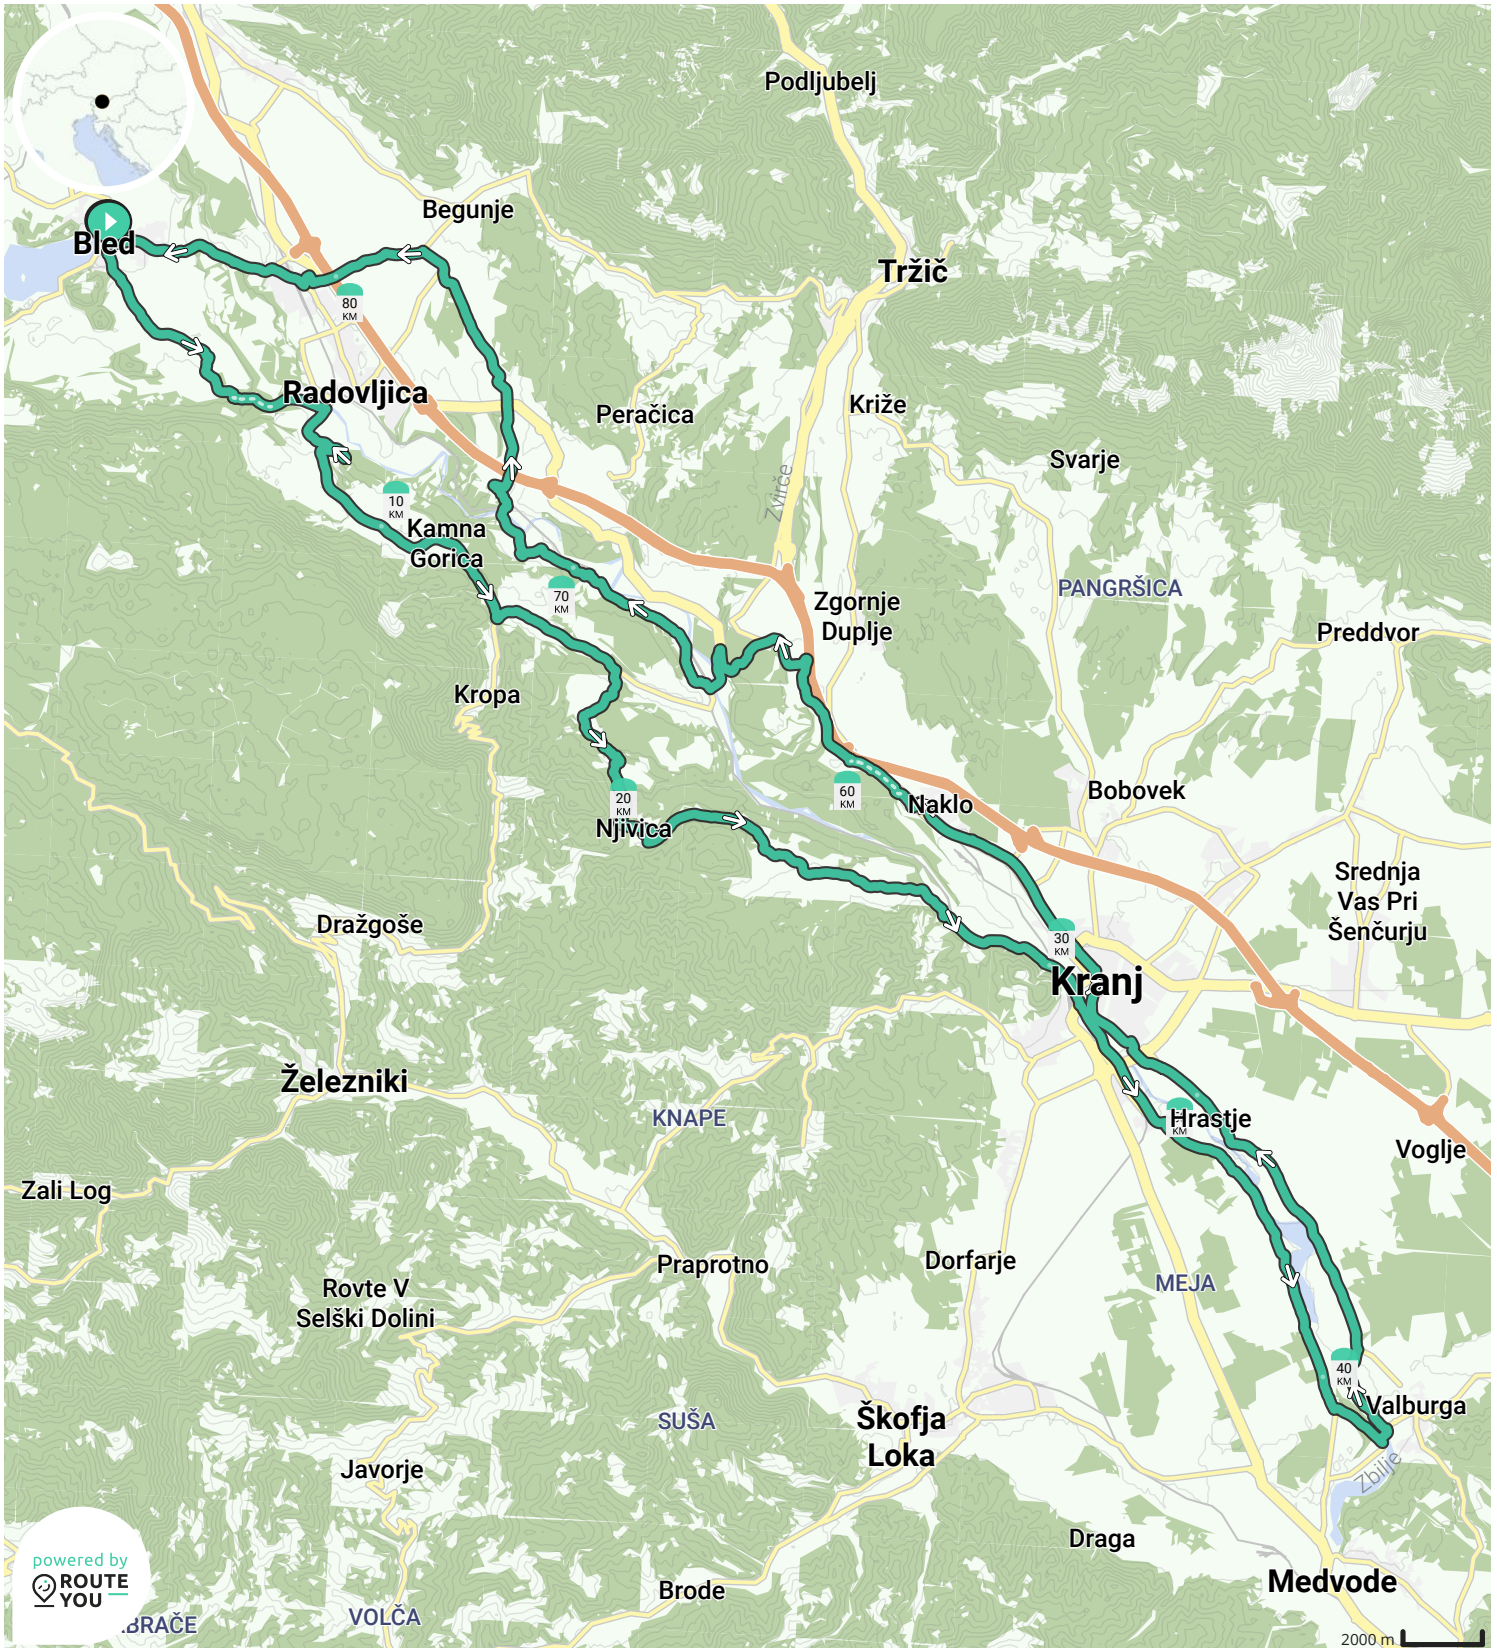 Podljubelj
Begunje
Bled
Tržič
80
KM
Radovljica
Peračica
Križe
Svarje
Zvirče
10
KM
Kamna
Gorica
70
KM
PANGRŠICA
Zgornje
Duplje
Preddvor
Kropa
60
KM
20
KM
Naklo
Bobovek
Njivica
Srednja
Vas Pri
Šenčurju
Dražgoše
30
KM
Kranj
Železniki
KNAPE
Hrastje
KM
Voglje
Zali Log
Praprotno
Dorfarje
MEJA
Rovte V
Selški Dolini
40
KM
Valburga
Škofja
Loka
SUŠA
Javorje
Zbilje
Draga
powered by
ROUTE
YOU
Brode
Medvode
VOLČA
2000 m